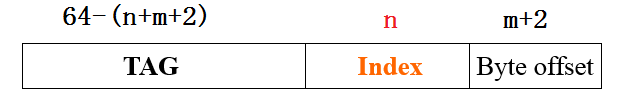 64-(n+m+2) n m+2
TAG Index Byte offset